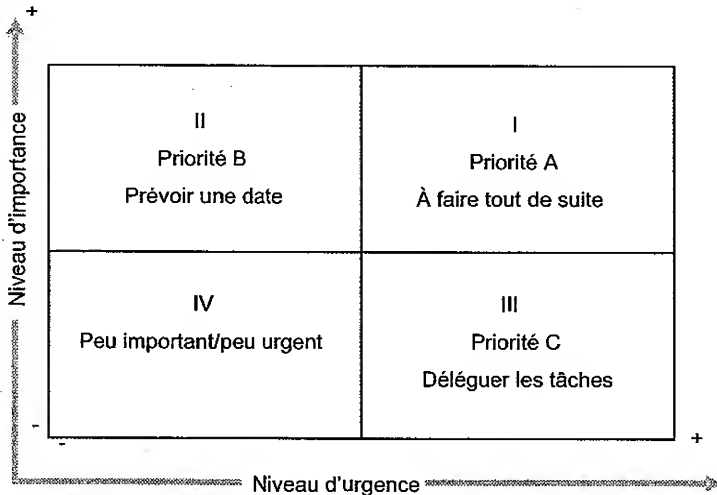 +
Niveau d'importance
II
Priorité B
Prévoir une date
I
Priorité A
À faire tout de suite
IV
Peu important/peu urgent
III
Priorité C
Déléguer les tâches
-
-
+
Niveau d'urgence